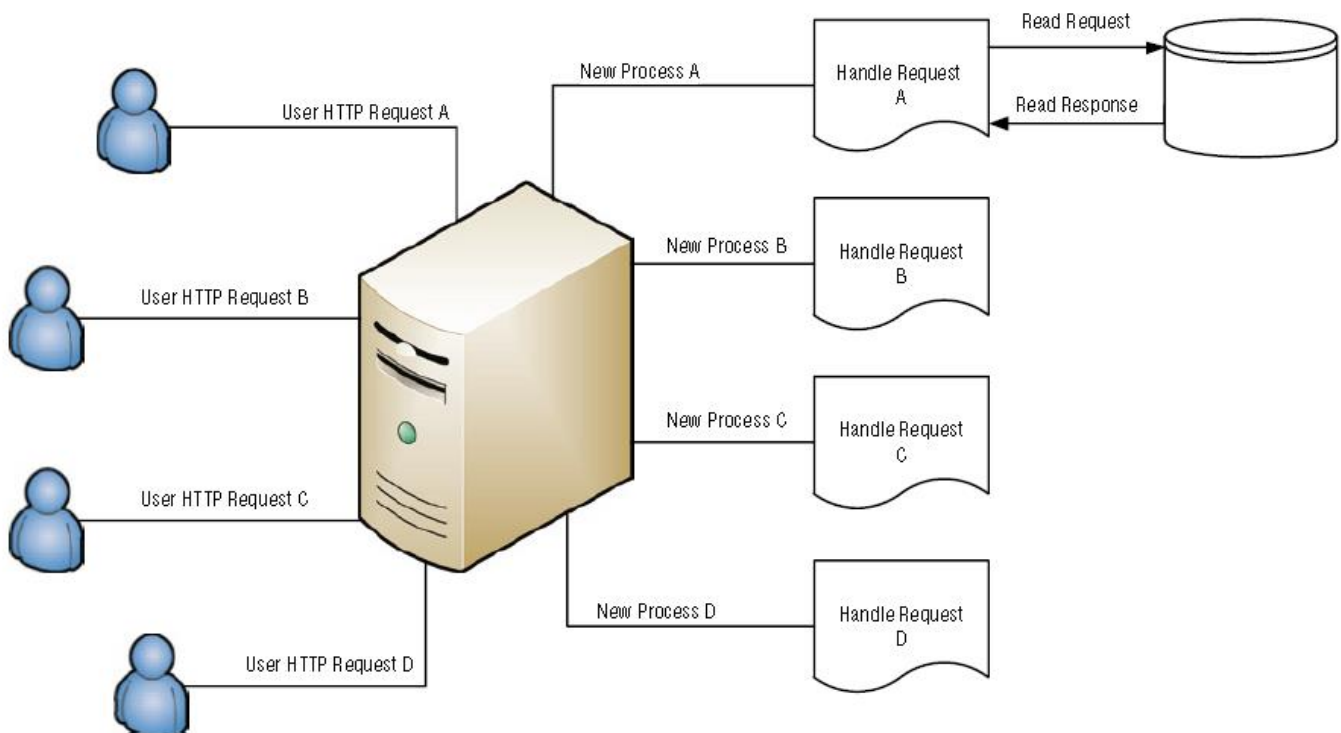 Read Request
New Process A
Handle Request
A
User HTTP Request A
Read Response
New Process B
Handle Request
B
User HTTP Request B
New Process C
Handle Request
C
User HTTP Request C
New Process D
Handle Request
D
User HTTP Request D